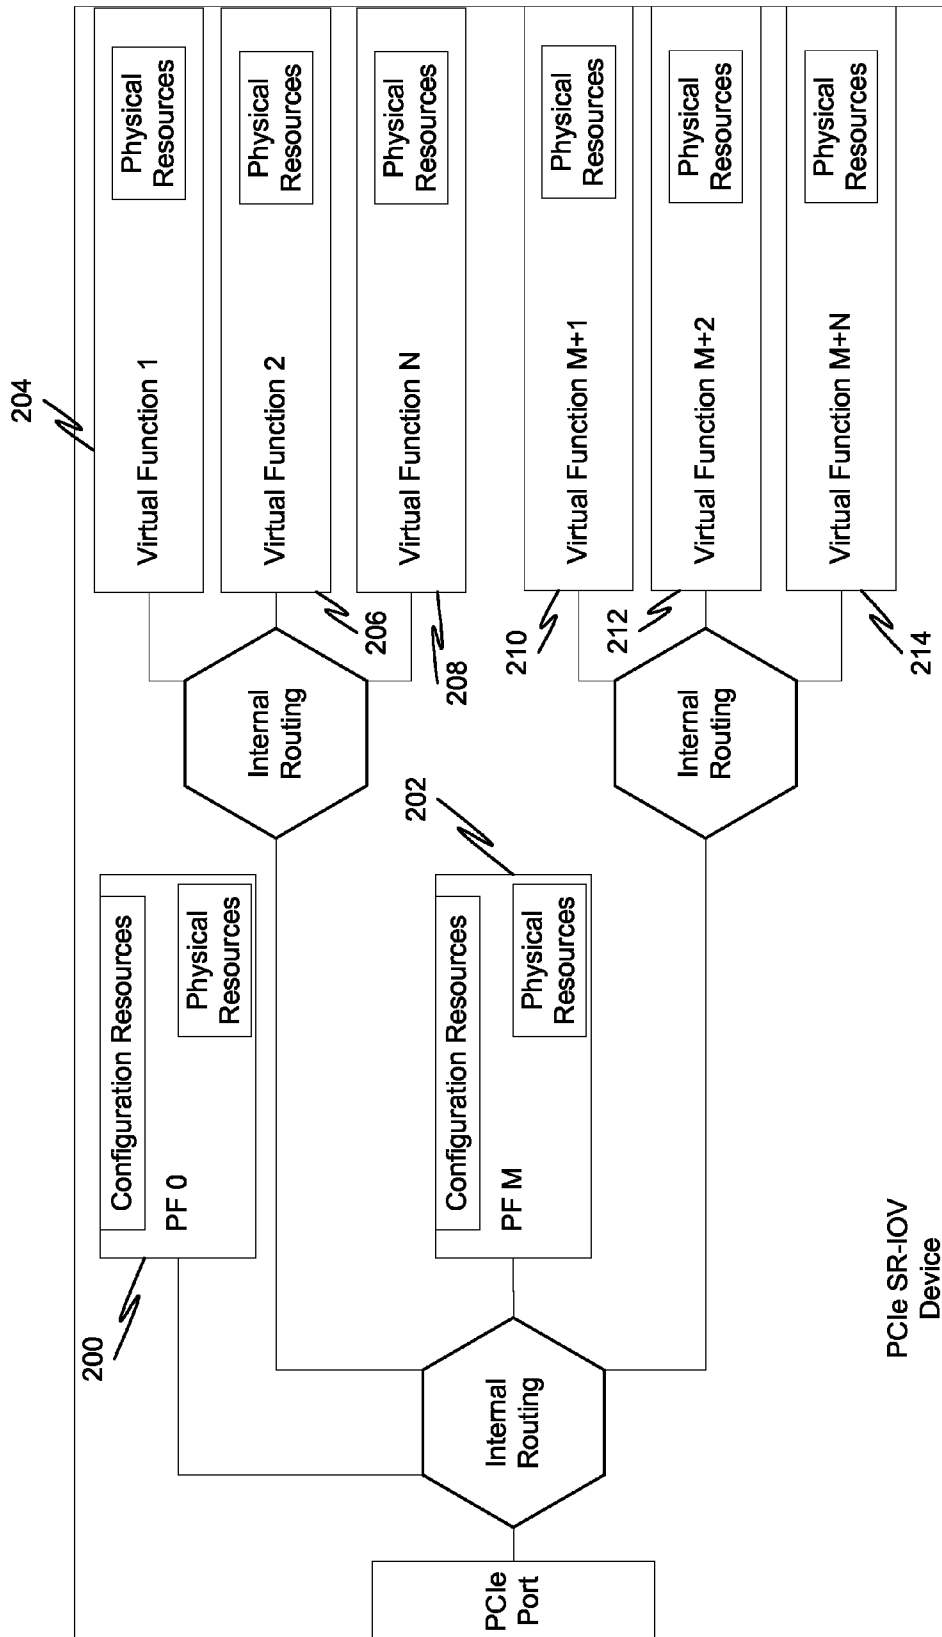 204
Virtual Function 1
Physical
Resources
Virtual Function 2
Physical
Resources
206
Virtual Function N
Physical
Resources
208
Internal
Routing
200
PF 0
Configuration Resources
Physical
Resources
202
PF M
Configuration Resources
Physical
Resources
PCIe
Port
Internal
Routing
210
Virtual Function M+1
Physical
Resources
212
Virtual Function M+2
Physical
Resources
214
Virtual Function M+N
Physical
Resources
Internal
Routing
PCIe SR-IOV
Device